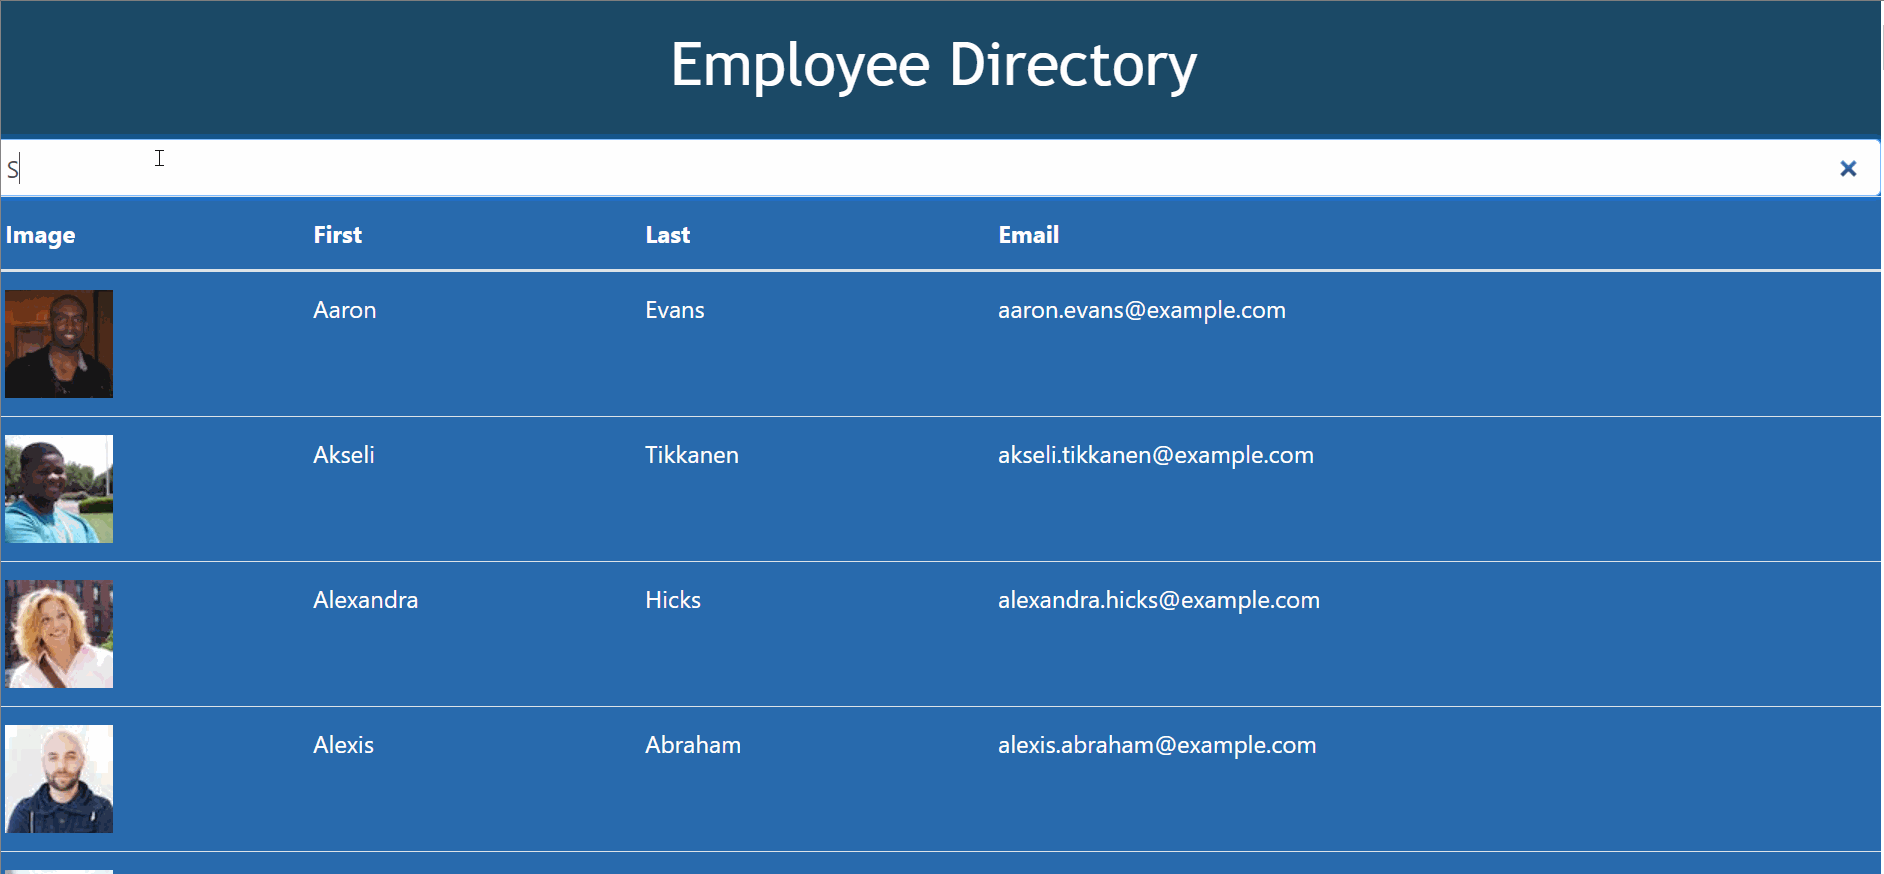 Employee Directory
S
Image First Last Email
Aaron Evans aaron.evans@example.com
Akseli Tikkanen akseli.tikkanen@example.com
Alexandra Hicks alexandra.hicks@example.com
Alexis Abraham alexis.abraham@example.com